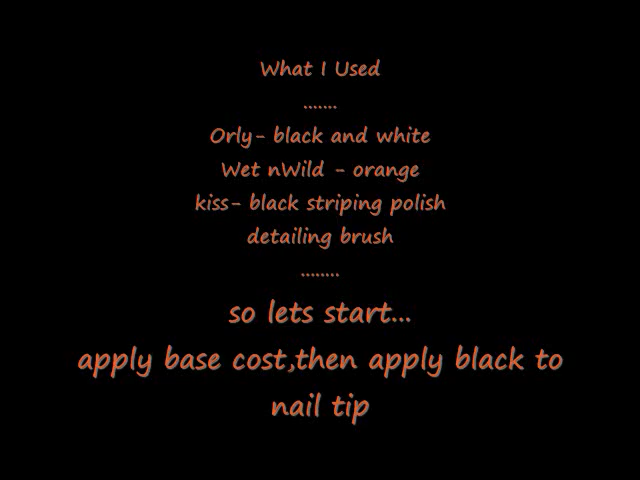 What I Used
.......
Orly- black and white
Wet nWild - orange
kiss- black striping polish
detailing brush
........
so lets start...
apply base cost,then apply black to
nail tip